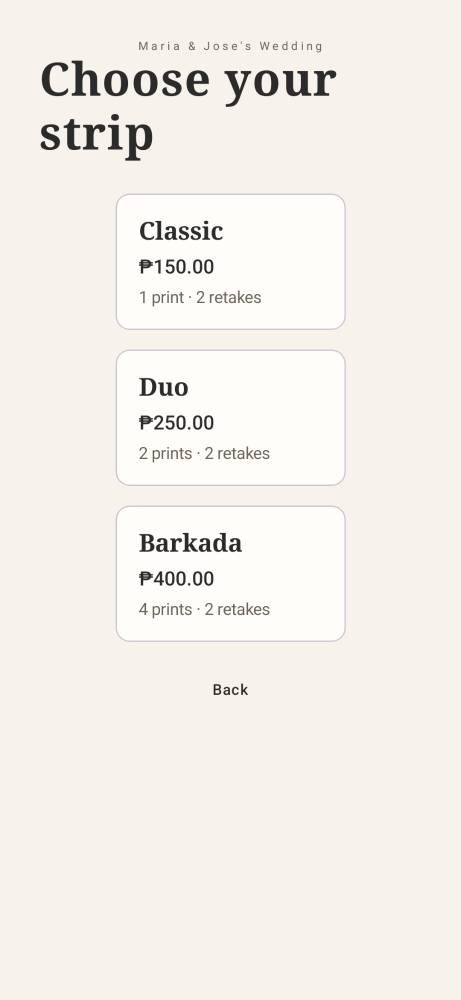 Maria & Jose's Wedding
Choose your
strip
Classic
₱150.00
1 print · 2 retakes
Duo
₱250.00
2 prints · 2 retakes
Barkada
₱400.00
4 prints · 2 retakes
Back